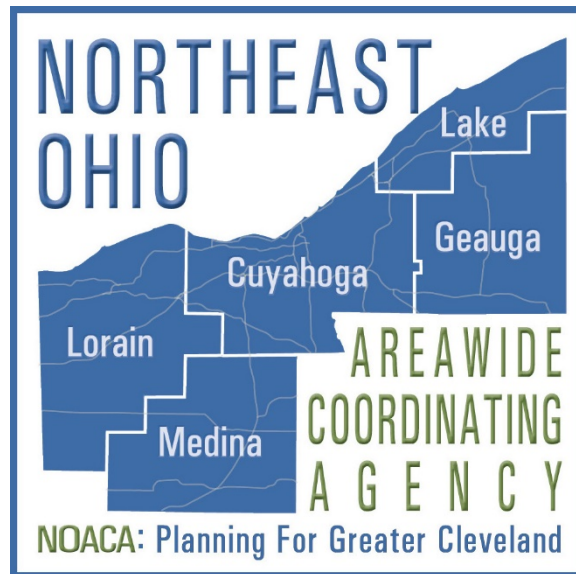 NORTHEAST
OHIO
Lake
Geauga
Cuyahoga
Lorain
Medina
AREAWIDE
COORDINATING
AGENCY
NOACA: Planning For Greater Cleveland